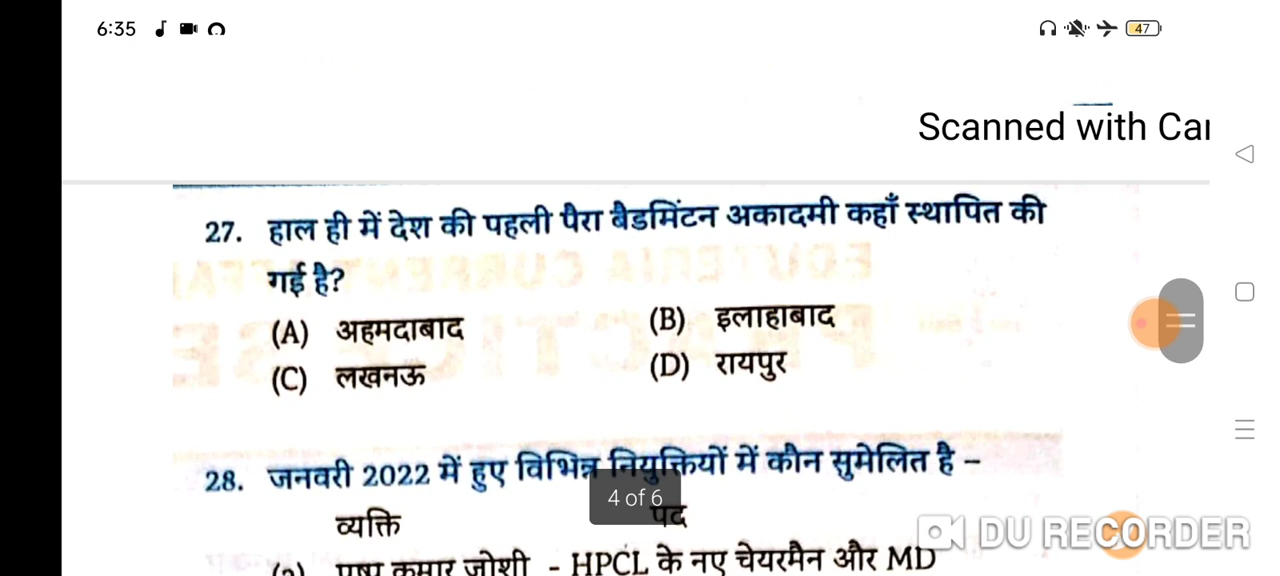 6:35
47
Scanned with Ca
27. हाल ही में देश की पहली पैरा बैडमिंटन अकादमी कहाँ स्थापित की
गई है?
(A) अहमदाबाद (B) इलाहाबाद
(C) लखनऊ (D) रायपुर
28. जनवरी 2022 में हुए विभिन्न नियुक्तियों में कौन सुमेलित है –
4 of 6
व्यक्ति पद
जोशी - HPCL के नए चेयरमैन और MD
DU RECORDER